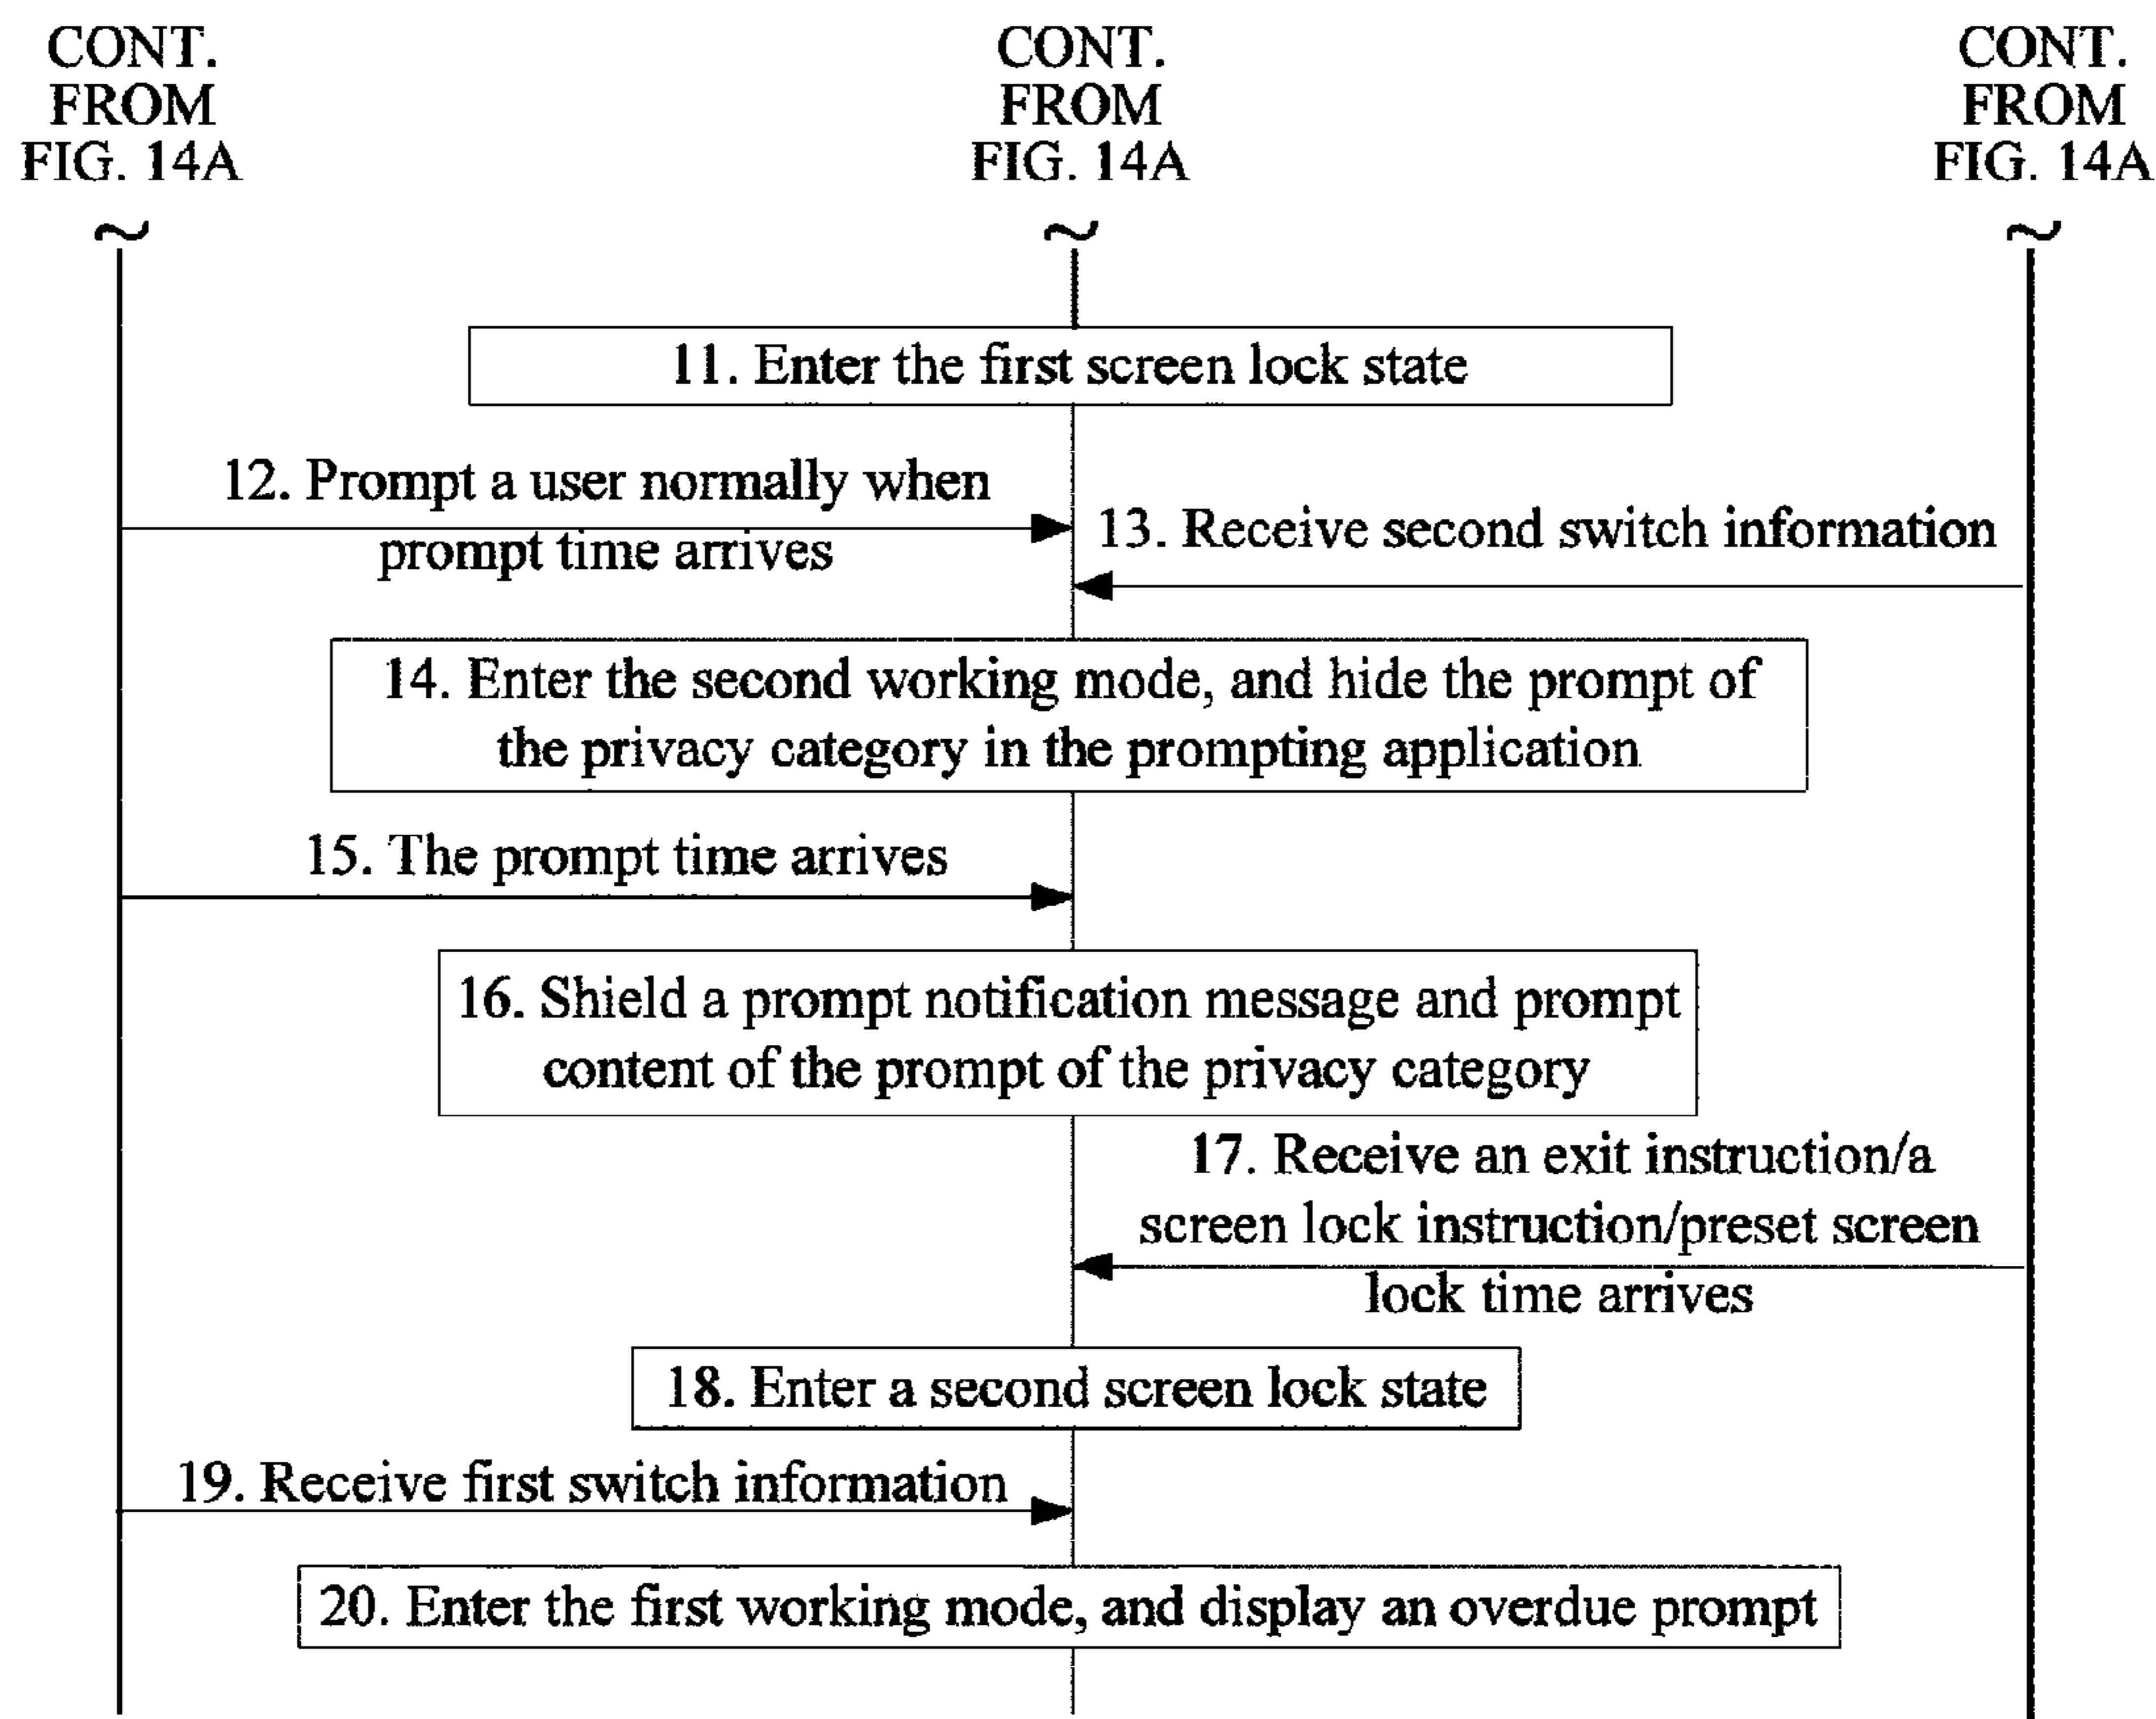 CONT.
FROM
FIG. 14A
CONT.
FROM
FIG. 14A
CONT.
FROM
FIG. 14A
11. Enter the first screen lock state
12. Prompt a user normally when
prompt time arrives
13. Receive second switch information
14. Enter the second working mode, and hide the prompt of
the privacy category in the prompting application
15. The prompt time arrives
16. Shield a prompt notification message and prompt
content of the prompt of the privacy category
17. Receive an exit instruction/a
screen lock instruction/preset screen
lock time arrives
18. Enter a second screen lock state
19. Receive first switch information
20. Enter the first working mode, and display an overdue prompt